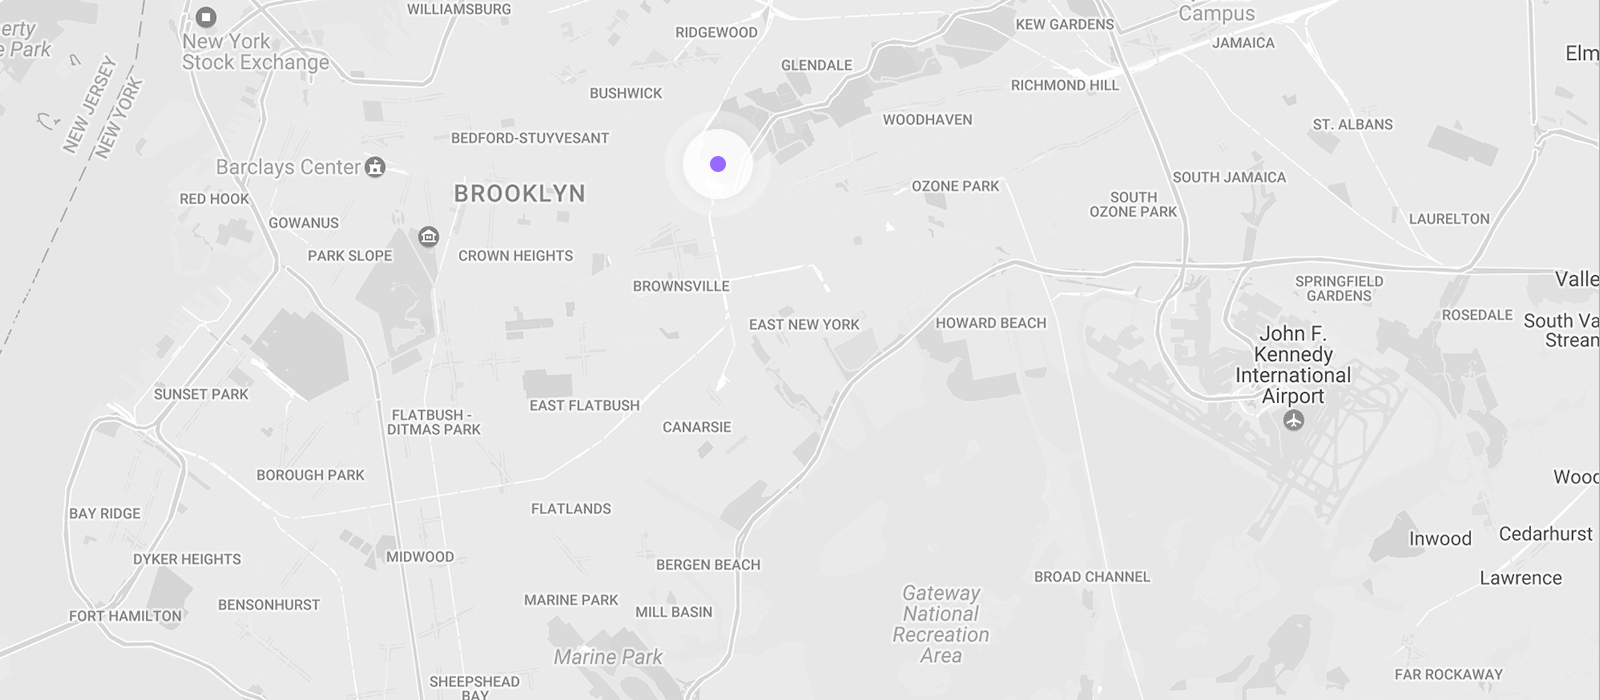 WILLIAMSBURG
RIDGEWOOD
KEW GARDENS
Campus
JAMAICA
erty
e Park
New York
Stock Exchange
Elm
GLENDALE
BUSHWICK
RICHMOND HILL
NEW JERSEY
NEW YORK
WOODHAVEN
ST. ALBANS
BEDFORD-STUYVESANT
Barclays Center
BROOKLYN
OZONE PARK
SOUTH JAMAICA
RED HOOK
SOUTH
OZONE PARK
GOWANUS
LAURELTON
PARK SLOPE
CROWN HEIGHTS
BROWNSVILLE
SPRINGFIELD
GARDENS
Valle
EAST NEW YORK
HOWARD BEACH
ROSEDALE
South Va
Strean
John F.
Kennedy
International
Airport
SUNSET PARK
EAST FLATBUSH
FLATBUSH -
DITMAS PARK
CANARSIE
BOROUGH PARK
Wood
BAY RIDGE
FLATLANDS
Inwood
Cedarhurst
DYKER HEIGHTS
MIDWOOD
BERGEN BEACH
BROAD CHANNEL
Lawrence
BENSONHURST
MARINE PARK
MILL BASIN
Gateway
National
Recreation
Area
FORT HAMILTON
Marine Park
SHEEPSHEAD
BAY
FAR ROCKAWAY